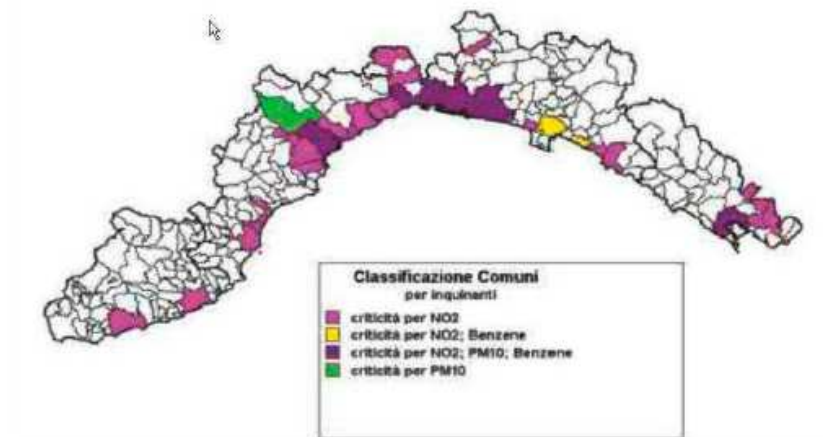 Classificazione Comuni
per inquinanti
criticità per NO2
criticità per NO2; Benzene
criticità per NO2; PM10; Benzene
criticità per PM10